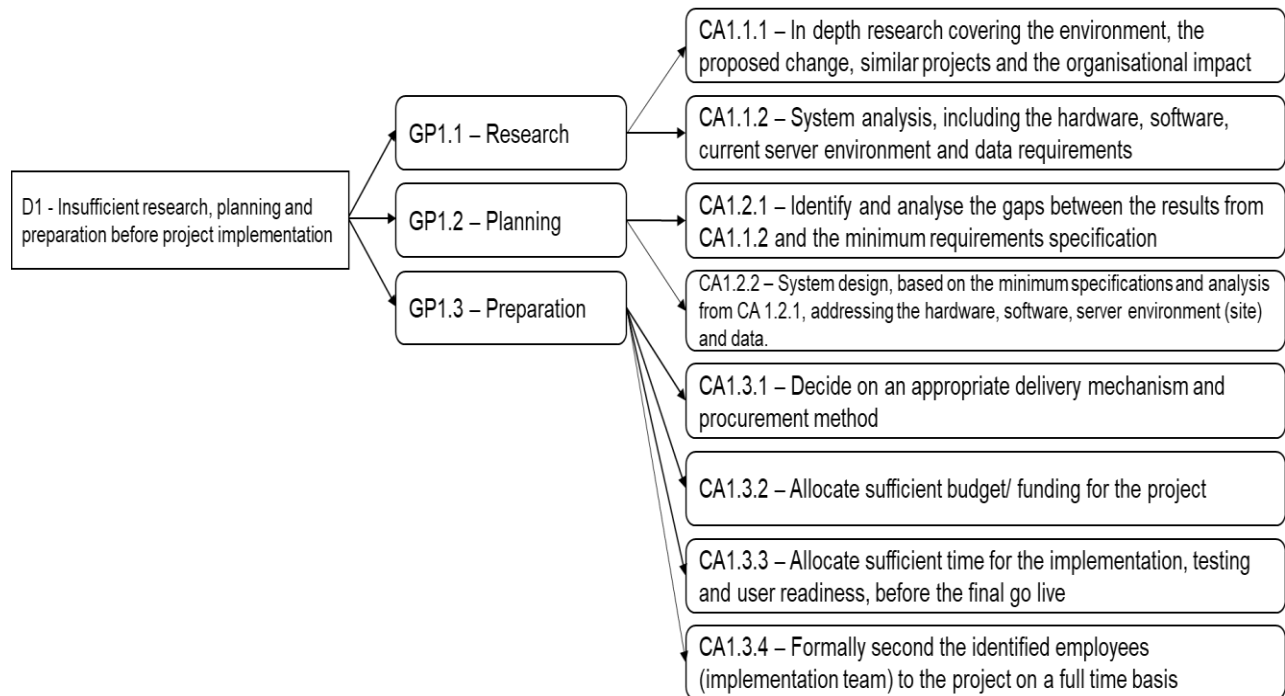 D1 - Insufficient research, planning and
preparation before project implementation
GP1.1 – Research
GP1.2 – Planning
GP1.3 – Preparation
CA1.1.1 – In depth research covering the environment, the
proposed change, similar projects and the organisational impact
CA1.1.2 – System analysis, including the hardware, software,
current server environment and data requirements
CA1.2.1 – Identify and analyse the gaps between the results from
CA1.1.2 and the minimum requirements specification
CA1.2.2 – System design, based on the minimum specifications and analysis
from CA 1.2.1, addressing the hardware, software, server environment (site)
and data.
CA1.3.1 – Decide on an appropriate delivery mechanism and
procurement method
CA1.3.2 – Allocate sufficient budget/ funding for the project
CA1.3.3 – Allocate sufficient time for the implementation, testing
and user readiness, before the final go live
CA1.3.4 – Formally second the identified employees
(implementation team) to the project on a full time basis